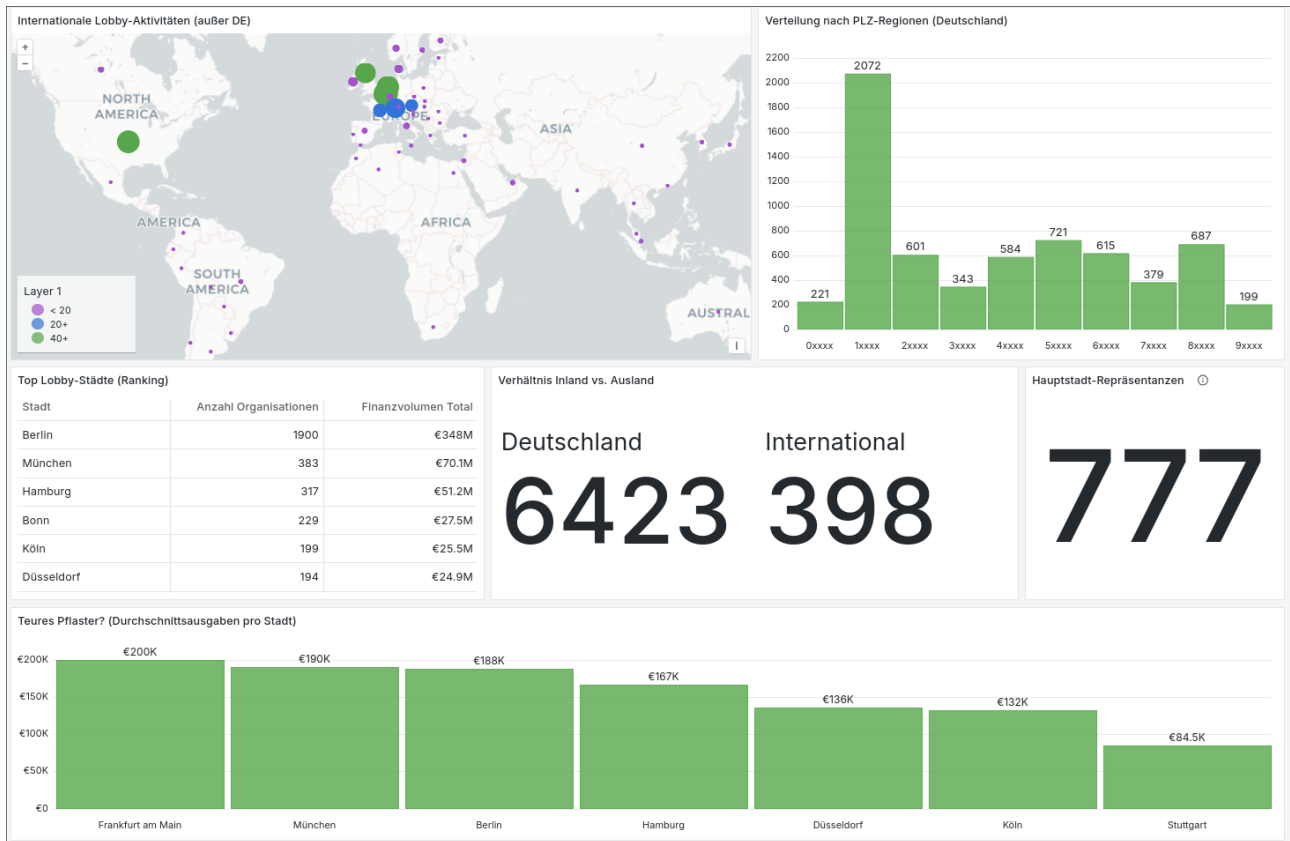 Internationale Lobby-Aktivitäten (außer DE)
+
−
NORTH
AMERICA
EUROPE
ASIA
AMERICA
AFRICA
SOUTH
AMERICA
AUSTRAL
Layer 1
< 20
20+
40+
i
Verteilung nach PLZ-Regionen (Deutschland)
2200
2000
1800
1600
1400
1200
1000
800
600
400
200
0
221
2072
601
343
584
721
615
379
687
199
0xxxx 1xxxx 2xxxx 3xxxx 4xxxx 5xxxx 6xxxx 7xxxx 8xxxx 9xxxx
Top Lobby-Städte (Ranking)
Stadt Anzahl Organisationen Finanzvolumen Total
Berlin 1900 €348M
München 383 €70.1M
Hamburg 317 €51.2M
Bonn 229 €27.5M
Köln 199 €25.5M
Düsseldorf 194 €24.9M
Verhältnis Inland vs. Ausland
Deutschland International
6423 398
Hauptstadt-Repräsentanzen
777
Teures Pflaster? (Durchschnittsausgaben pro Stadt)
€200K
€150K
€100K
€50K
€0
€200K
€190K
€188K
€167K
€136K
€132K
€84.5K
Frankfurt am Main München Berlin Hamburg Düsseldorf Köln Stuttgart